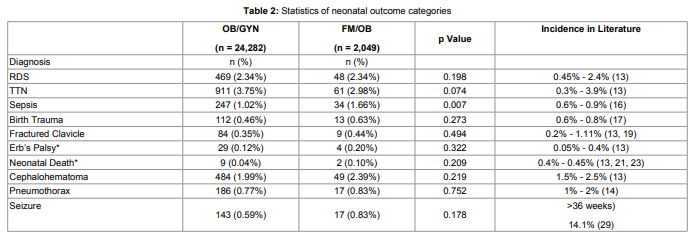 Table 2: Statistics of neonatal outcome categories
OB/GYN FM/OB p Value Incidence in Literature
(n = 24,282) (n = 2,049)
Diagnosis n (%) n (%)
RDS 469 (2.34%) 48 (2.34%) 0.198 0.45% - 2.4% (13)
TTN 911 (3.75%) 61 (2.98%) 0.074 0.3% - 3.9% (13)
Sepsis 247 (1.02%) 34 (1.66%) 0.007 0.6% - 0.9% (16)
Birth Trauma 112 (0.46%) 13 (0.63%) 0.273 0.6% - 0.8% (17)
Fractured Clavicle 84 (0.35%) 9 (0.44%) 0.494 0.2% - 1.11% (13, 19)
Erb's Palsy* 29 (0.12%) 4 (0.20%) 0.322 0.05% - 0.4% (13)
Neonatal Death* 9 (0.04%) 2 (0.10%) 0.209 0.4% - 0.45% (13, 21, 23)
Cephalohematoma 484 (1.99%) 49 (2.39%) 0.219 1.5% - 2.5% (13)
Pneumothorax 186 (0.77%) 17 (0.83%) 0.752 1% - 2% (14)
Seizure 143 (0.59%) 17 (0.83%) 0.178 >36 weeks)
14.1% (29)